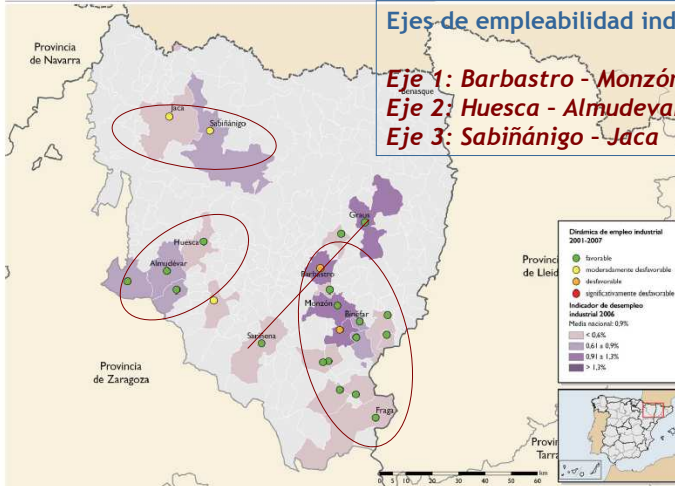 Ejes de empleabilidad ind
Eje 1: Barbastro - Monzón
Eje 2: Huesca - Almudevar
Eje 3: Sabiñánigo - Jaca
Provincia
de Navarra
Benasque
Jaca
Sabiñánigo
Graus
Huesca
Almudévar
Barbastro
Monzón
Binéfar
Sariñena
Fraga
Provincia
de Zaragoza
Provinci
de Lleid
Provin
Tarra
Dinámica de empleo industrial
2001-2007
favorable
moderadamente desfavorable
desfavorable
significativamente desfavorable
Indicador de desempleo
industrial 2006
Media nacional: 0,9%
< 0,6%
0,61 a 0,9%
0,91 a 1,3%
> 1,3%
0 5 10 20 30 40 50 60
km